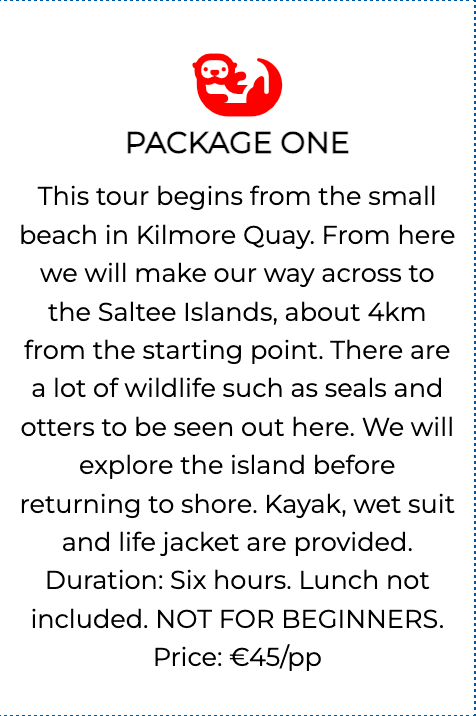 PACKAGE ONE
This tour begins from the small
beach in Kilmore Quay. From here
we will make our way across to
the Saltee Islands, about 4km
from the starting point. There are
a lot of wildlife such as seals and
otters to be seen out here. We will
explore the island before
returning to shore. Kayak, wet suit
and life jacket are provided.
Duration: Six hours. Lunch not
included. NOT FOR BEGINNERS.
Price: €45/pp